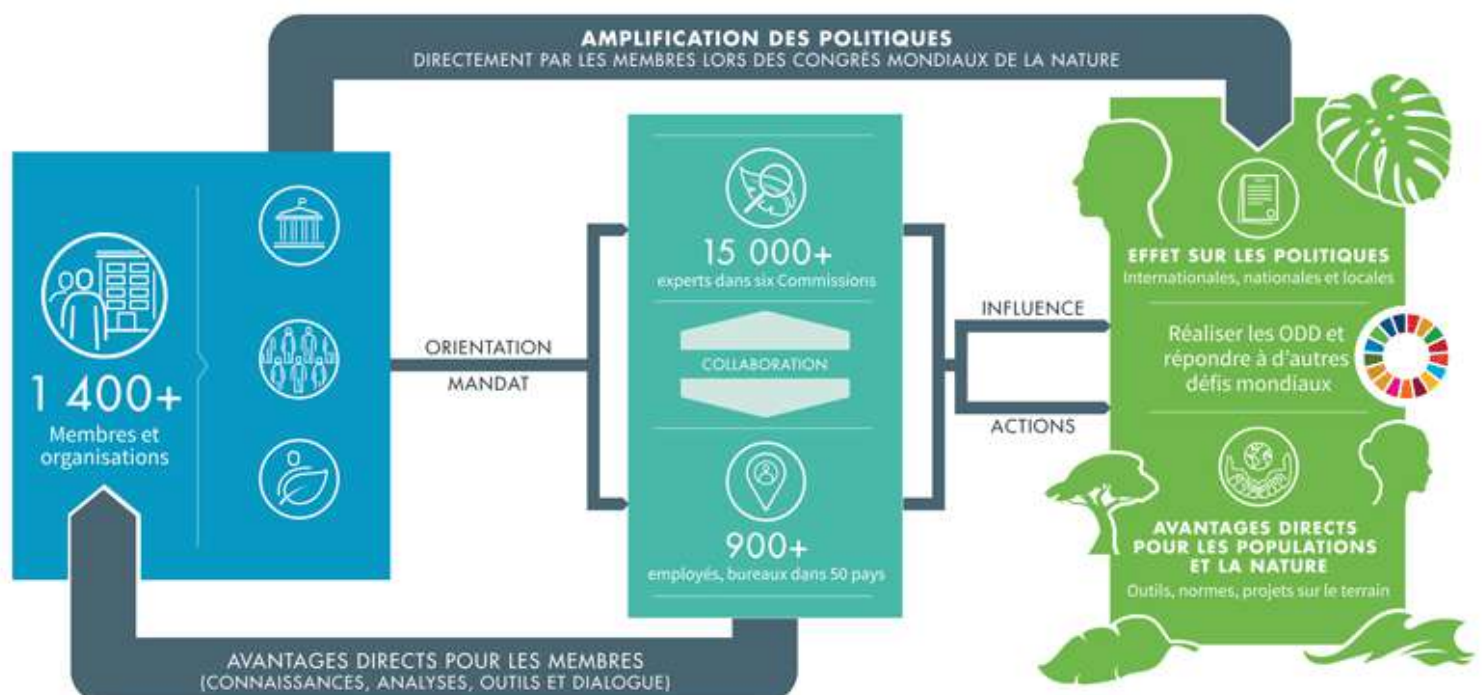 AMPLIFICATION DES POLITIQUES
DIRECTEMENT PAR LES MEMBRES LORS DES CONGRÈS MONDIAUX DE LA NATURE
1 400+
Membres et
organisations
ORIENTATION
MANDAT
15 000+
experts dans six Commissions
COLLABORATION
900+
employés, bureaux dans 50 pays
INFLUENCE
ACTIONS
EFFET SUR LES POLITIQUES
Internationales, nationales et locales
Réaliser les ODD et
répondre à d'autres
défis mondiaux
AVANTAGES DIRECTS
POUR LES POPULATIONS
ET LA NATURE
Outils, normes, projets sur le terrain
AVANTAGES DIRECTS POUR LES MEMBRES
(CONNAISSANCES, ANALYSES, OUTILS ET DIALOGUE)